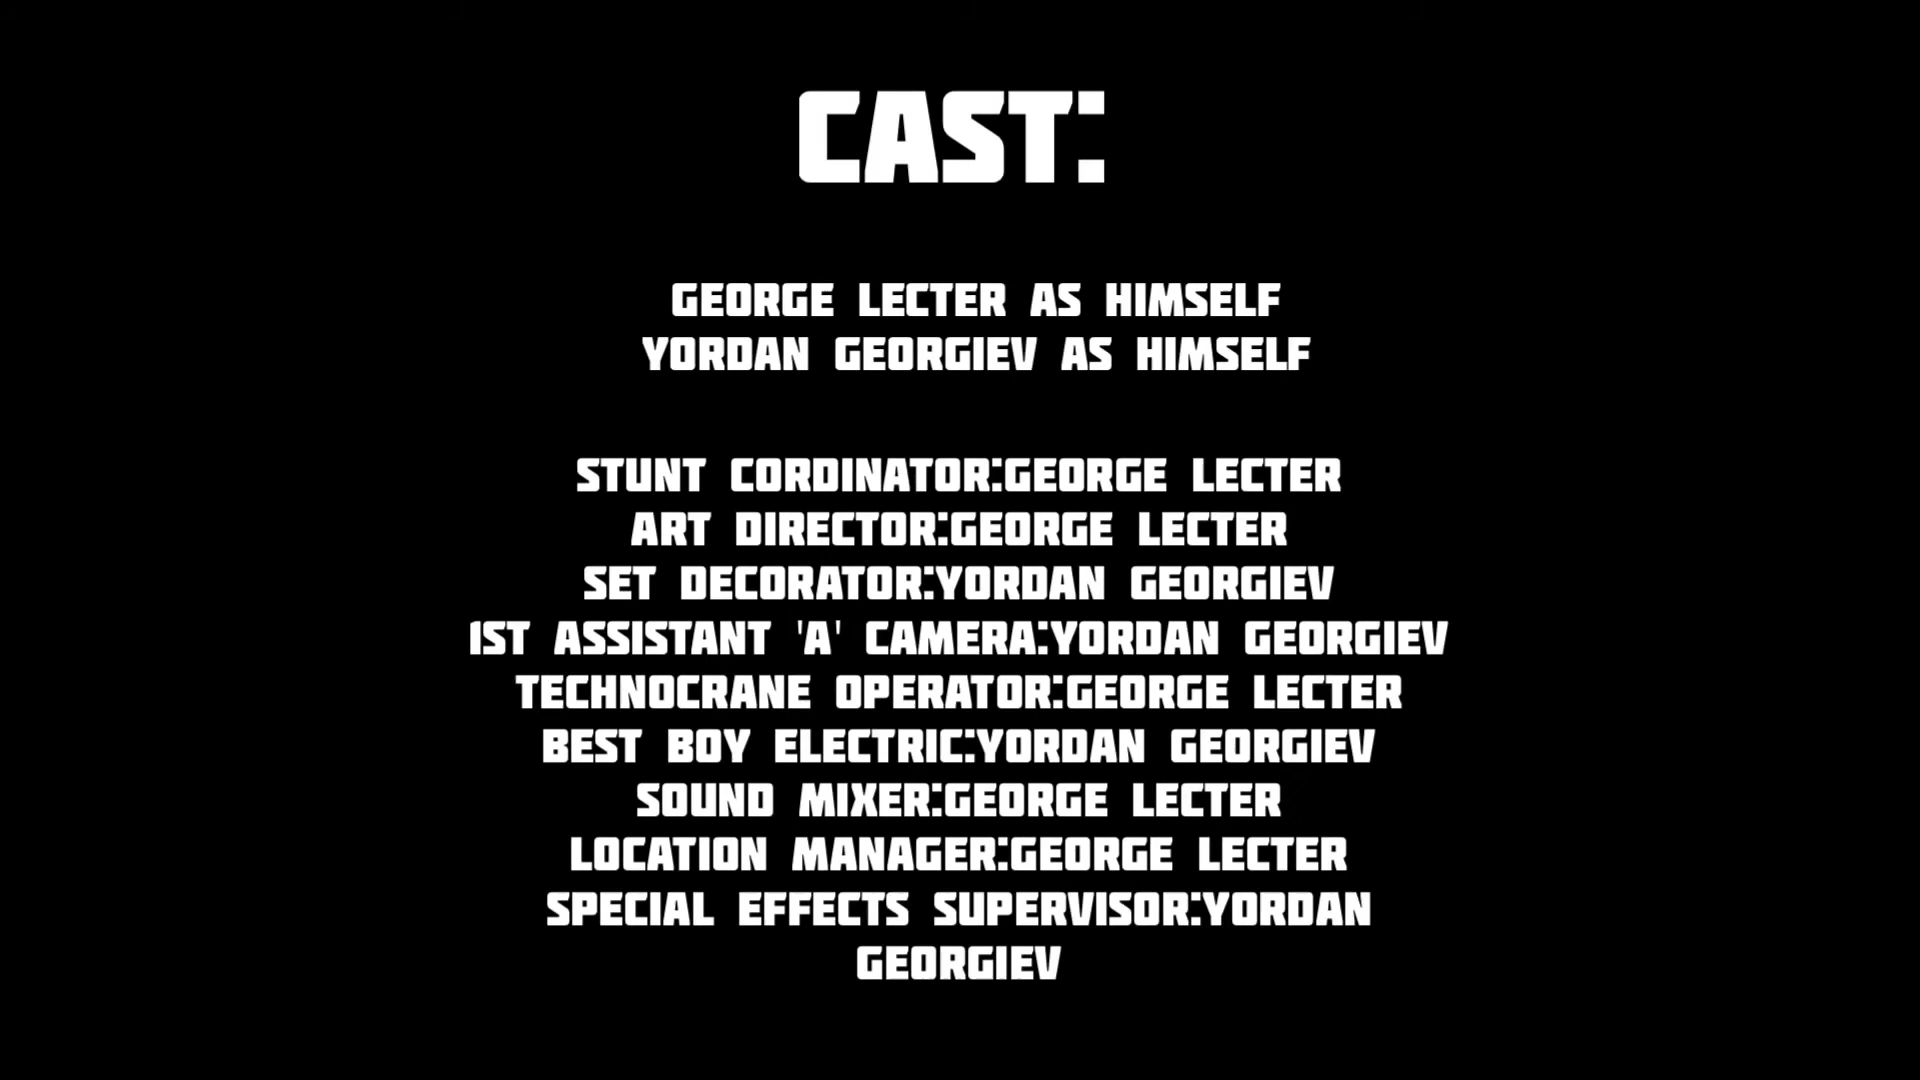 CAST:
GEORGE LECTER AS HIMSELF
YORDAN GEORGIEV AS HIMSELF
STUNT CORDINATOR:GEORGE LECTER
ART DIRECTOR:GEORGE LECTER
SET DECORATOR:YORDAN GEORGIEV
1ST ASSISTANT 'A' CAMERA:YORDAN GEORGIEV
TECHNOCRANE OPERATOR:GEORGE LECTER
BEST BOY ELECTRIC:YORDAN GEORGIEV
SOUND MIXER:GEORGE LECTER
LOCATION MANAGER:GEORGE LECTER
SPECIAL EFFECTS SUPERVISOR:YORDAN
GEORGIEV